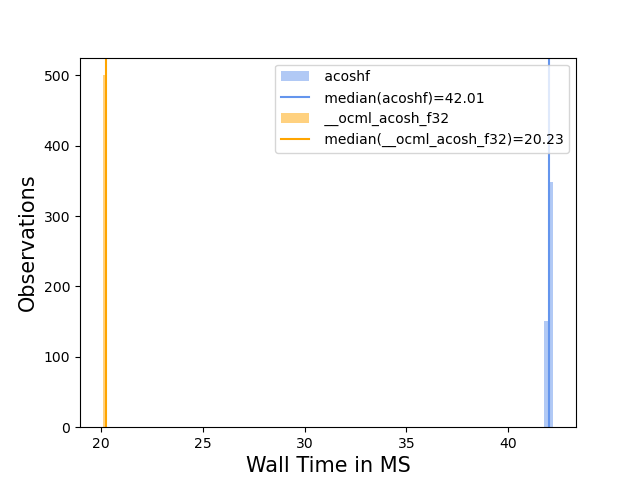 500
400
300
200
100
0
Observations
acoshf
median(acoshf)=42.01
__ocml_acosh_f32
median(__ocml_acosh_f32)=20.23
20 25 30 35 40
Wall Time in MS